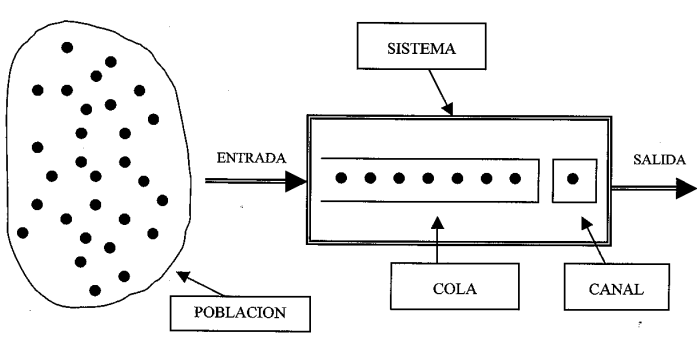 SISTEMA
ENTRADA
SALIDA
COLA
CANAL
POBLACION